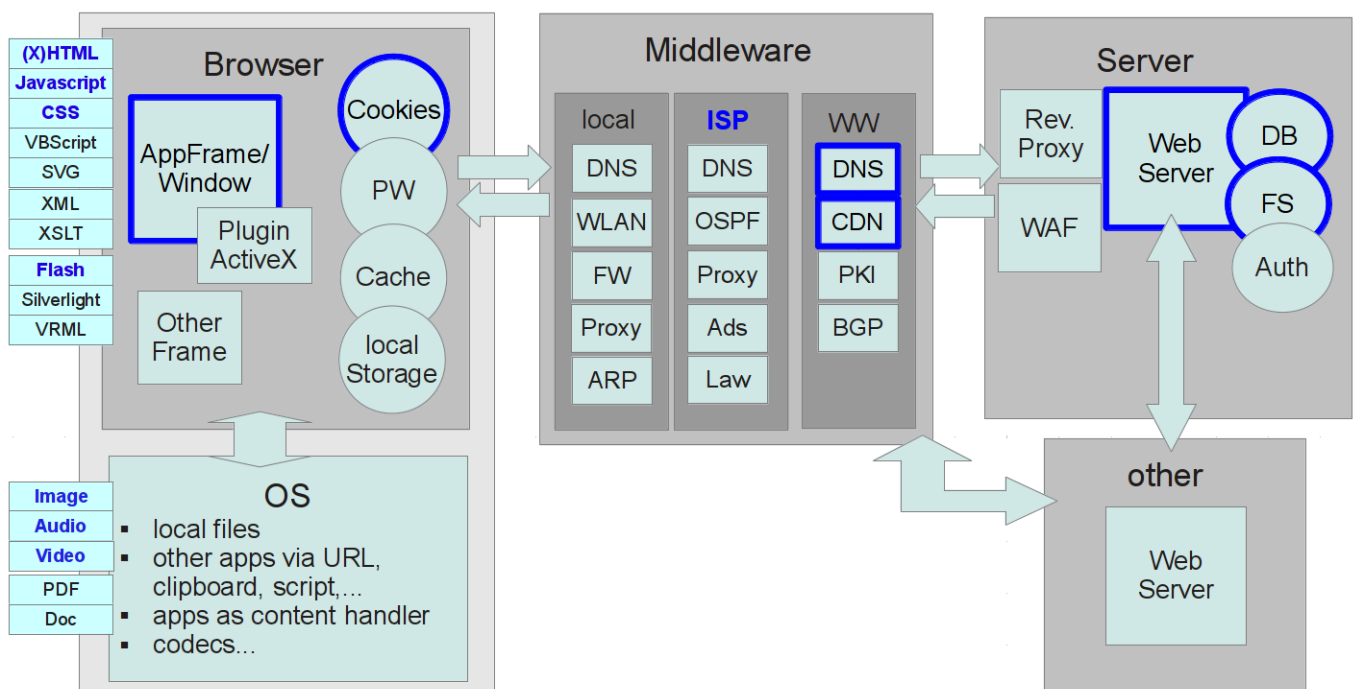 (X)HTML
Javascript
CSS
VBScript
SVG
XML
XSLT
Flash
Silverlight
VRML
Browser
AppFrame/
Window
Plugin
ActiveX
Other
Frame
Cookies
PW
Cache
local
Storage
Image
Audio
Video
PDF
Doc
OS
▪ local files
▪ other apps via URL,
clipboard, script,...
▪ apps as content handler
▪ codecs...
Middleware
local
DNS
WLAN
FW
Proxy
ARP
ISP
DNS
OSPF
Proxy
Ads
Law
WW
DNS
CDN
PKI
BGP
Server
Rev.
Proxy
WAF
Web
Server
DB
FS
Auth
other
Web
Server